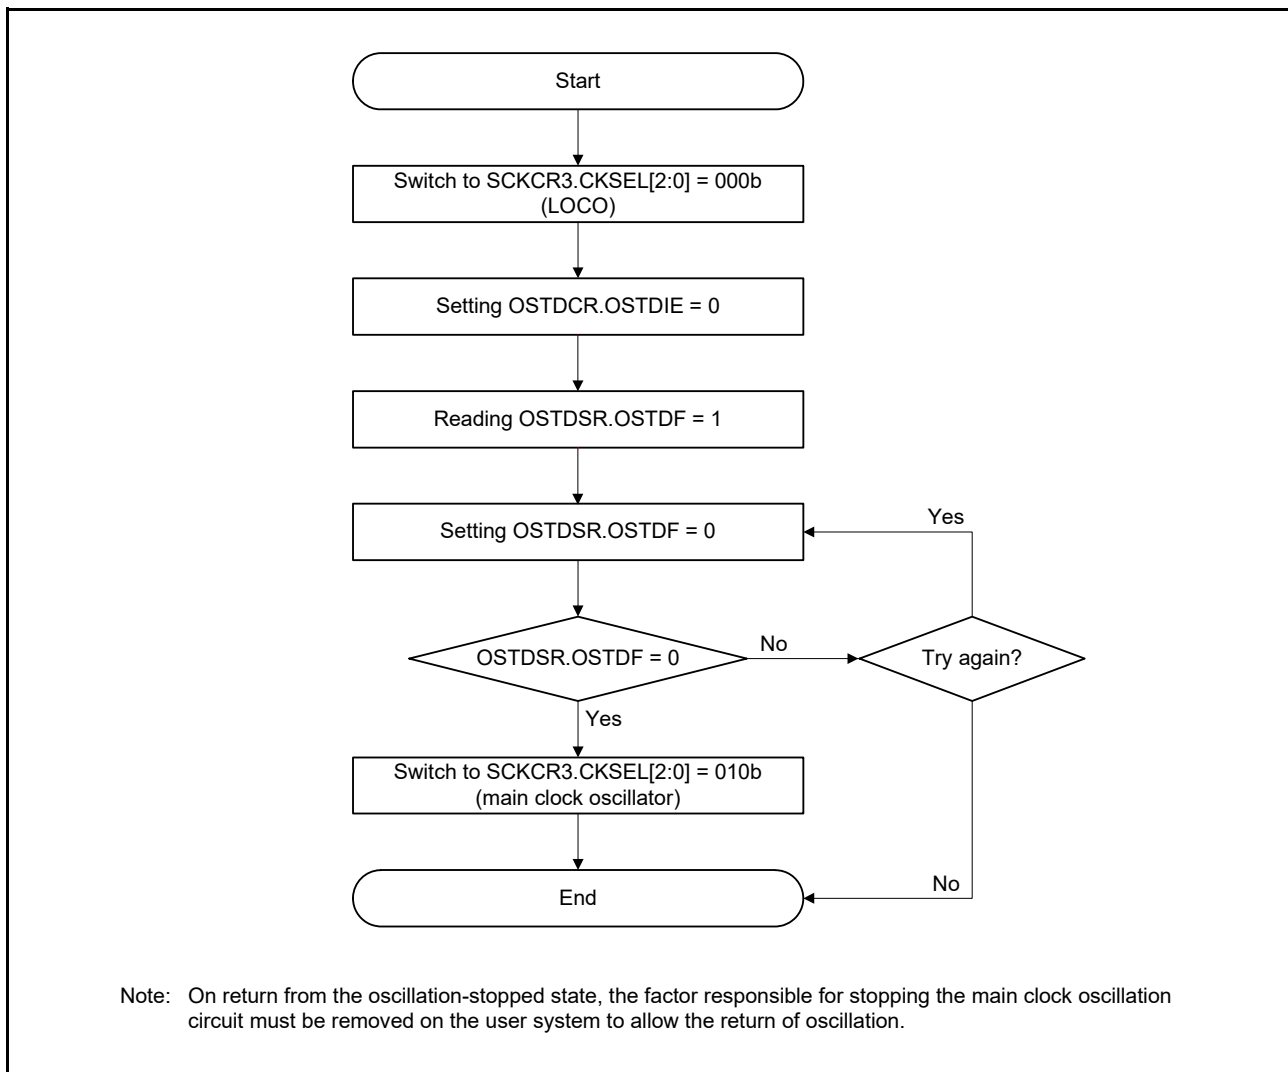 Start
Switch to SCKCR3.CKSEL[2:0] = 000b
(LOCO)
Setting OSTDCR.OSTDIE = 0
Reading OSTDSR.OSTDF = 1
Setting OSTDSR.OSTDF = 0
Yes
OSTDSR.OSTDF = 0
No
Try again?
Yes
Switch to SCKCR3.CKSEL[2:0] = 010b
(main clock oscillator)
No
End
Note: On return from the oscillation-stopped state, the factor responsible for stopping the main clock oscillation
circuit must be removed on the user system to allow the return of oscillation.